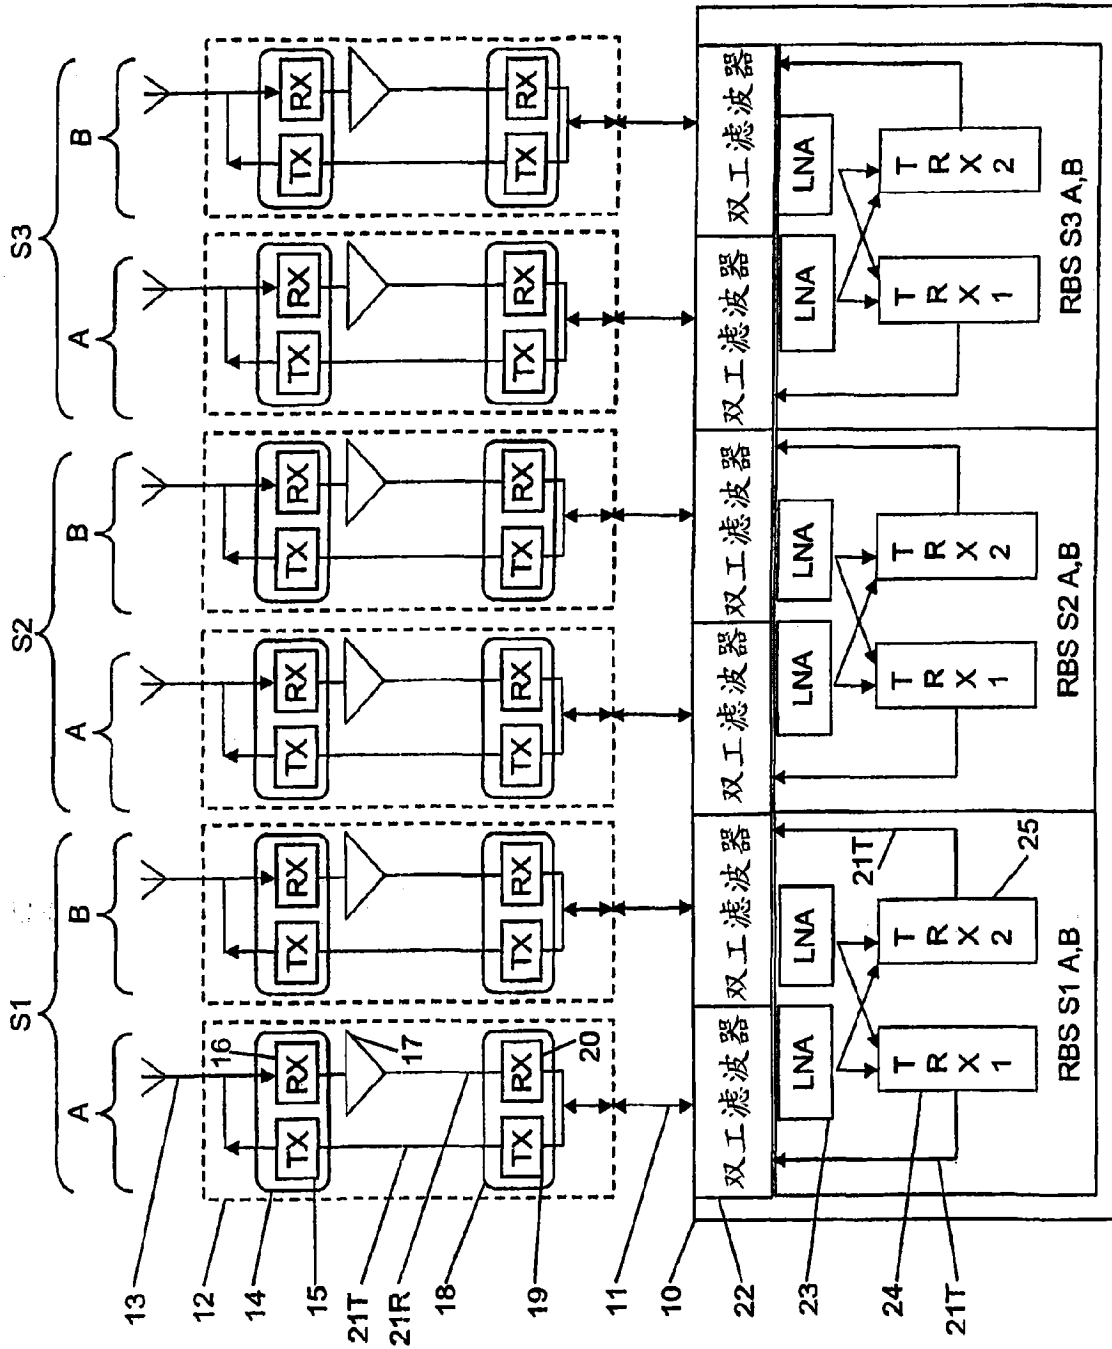 S1
S2
S3
A
B
A
B
A
B
13
12
14
15
16
TX
RX
TX
RX
TX
RX
TX
RX
TX
RX
TX
RX
17
21T
21R
18
19
20
TX
RX
TX
RX
TX
RX
TX
RX
TX
RX
TX
RX
11
10
22
双工滤波器
双工滤波器
双工滤波器
双工滤波器
双工滤波器
双工滤波器
23
LNA
LNA
LNA
LNA
LNA
LNA
21T
24
TRX1
TRX2
TRX1
TRX2
TRX1
TRX2
25
21T
RBS S1 A,B
RBS S2 A,B
RBS S3 A,B